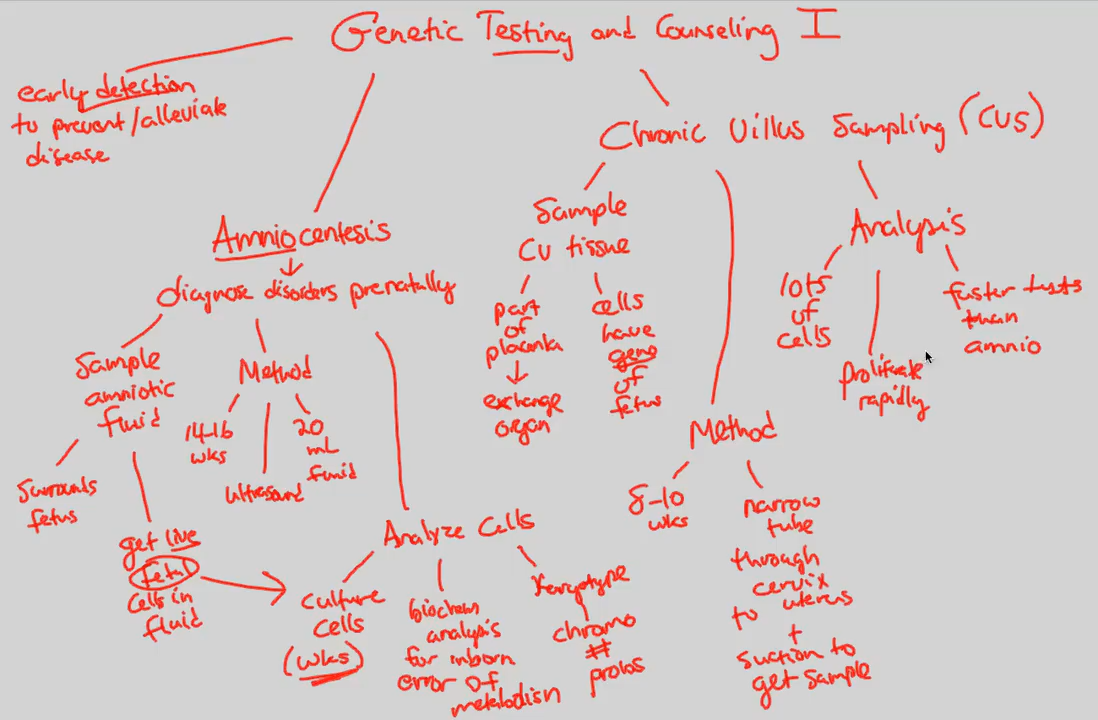 Genetic Testing and Counseling I
early detection
to prevent/alleviate
disease
Amniocentesis
diagnose disorders prenatally
Sample
amniotic
fluid
Surrounds
fetus
get live
fetal
cells in
fluid
Method
14-16
wks
ultrasound
20
mL
fluid
Analyze Cells
culture
cells
(wks)
biochem
analysis
for inborn
error of
metabolism
Karyotype
chromo
#
probs
Chronic Villus Sampling (CVS)
Sample
CV tissue
part
of
placenta
exchange
organ
cells
have
geno
of
fetus
Method
8-10
wks
narrow
tube
through
cervix
to uterus
+
suction to
get sample
Analysis
lots
of
cells
proliferate
rapidly
faster tests
than
amnio